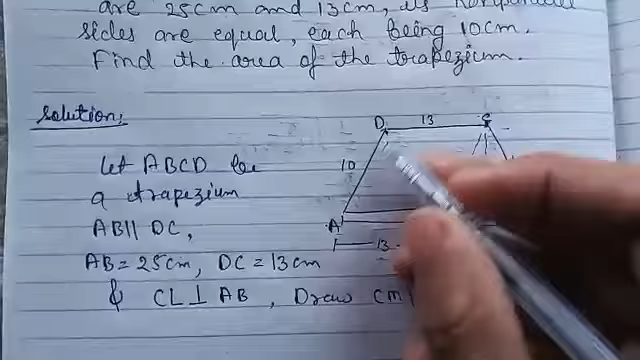 are 25cm and 13cm, its nonparallel
sides are equal, each being 10cm.
Find the area of the trapezium.
Solution:
D 13 C
let ABCD be
10
a trapezium
AB || DC,
A
13
AB = 25cm, DC = 13cm
& CL ⊥ AB, Draw CM